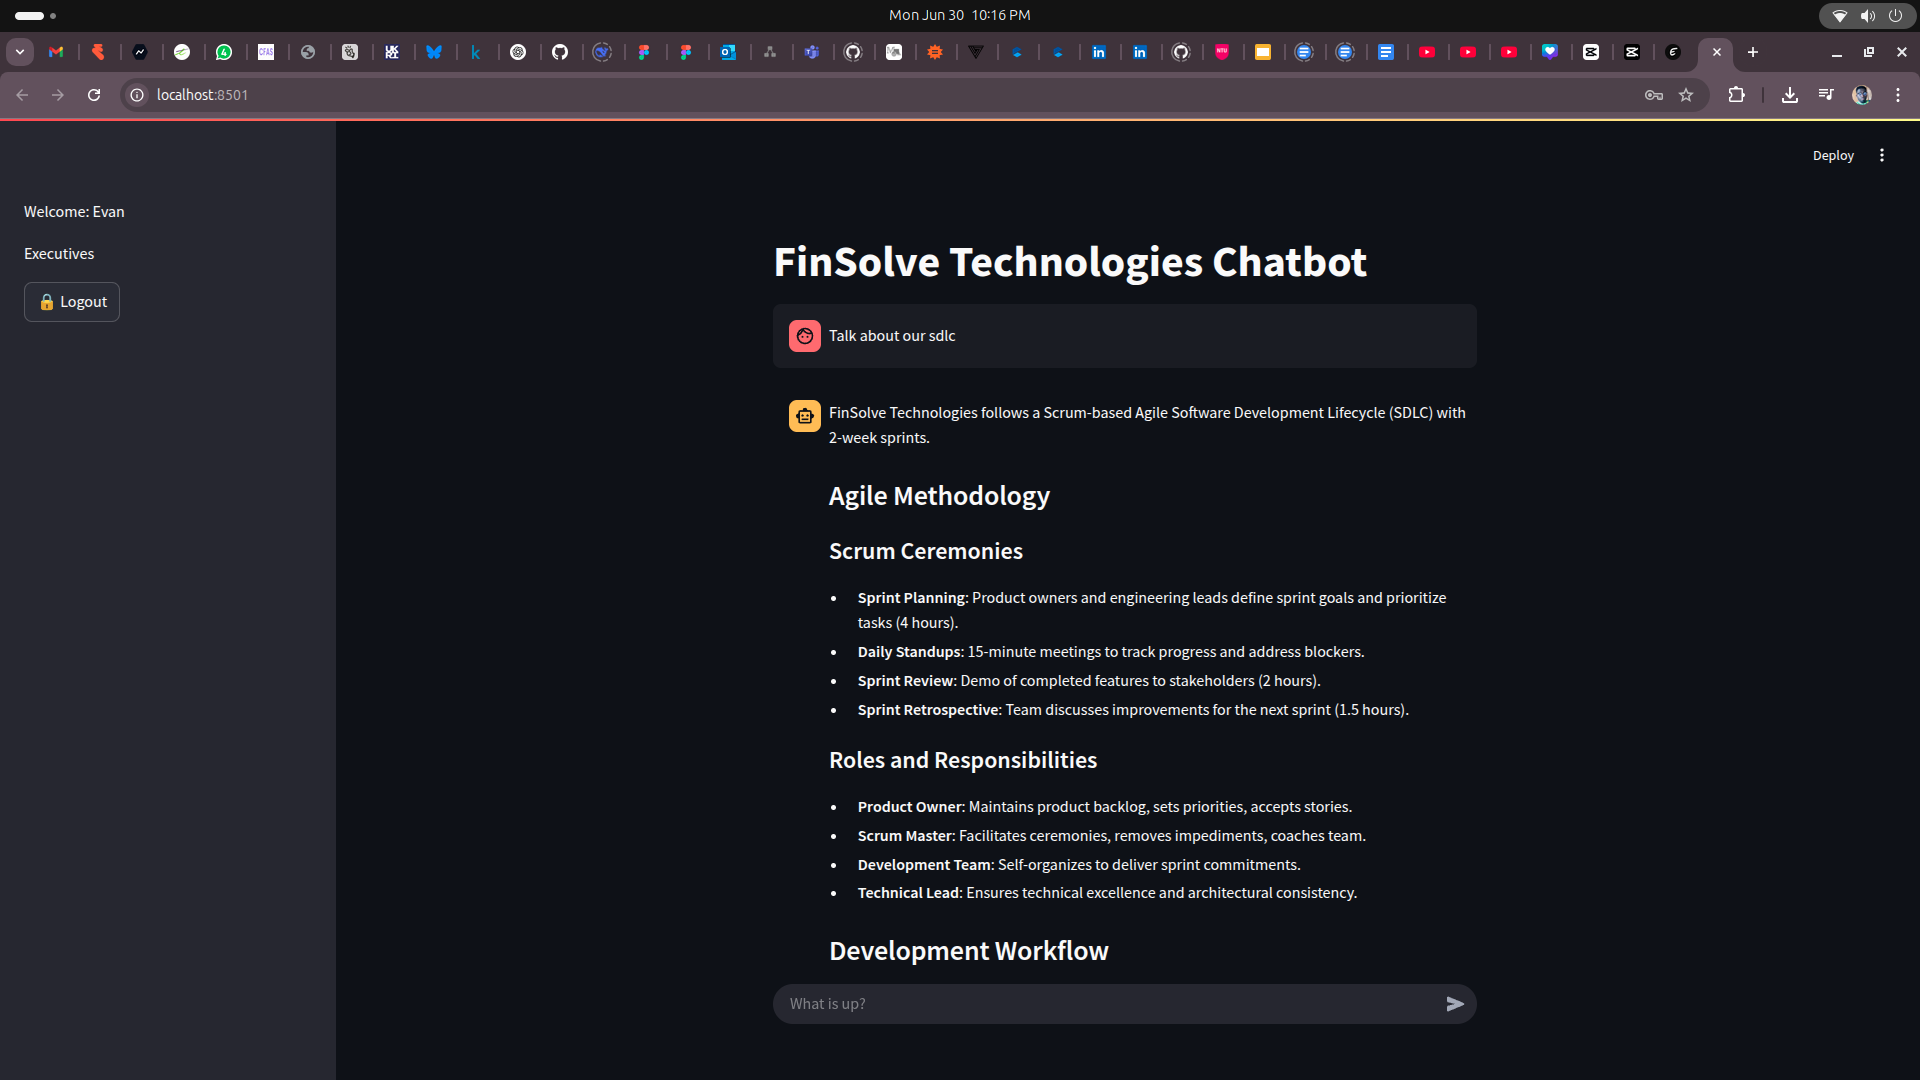 Mon Jun 30 10:16 PM
localhost:8501
Deploy
Welcome: Evan
Executives
Logout
FinSolve Technologies Chatbot
Talk about our sdlc
FinSolve Technologies follows a Scrum-based Agile Software Development Lifecycle (SDLC) with
2-week sprints.
Agile Methodology
Scrum Ceremonies
Sprint Planning: Product owners and engineering leads define sprint goals and prioritize
tasks (4 hours).
Daily Standups: 15-minute meetings to track progress and address blockers.
Sprint Review: Demo of completed features to stakeholders (2 hours).
Sprint Retrospective: Team discusses improvements for the next sprint (1.5 hours).
Roles and Responsibilities
Product Owner: Maintains product backlog, sets priorities, accepts stories.
Scrum Master: Facilitates ceremonies, removes impediments, coaches team.
Development Team: Self-organizes to deliver sprint commitments.
Technical Lead: Ensures technical excellence and architectural consistency.
Development Workflow
What is up?